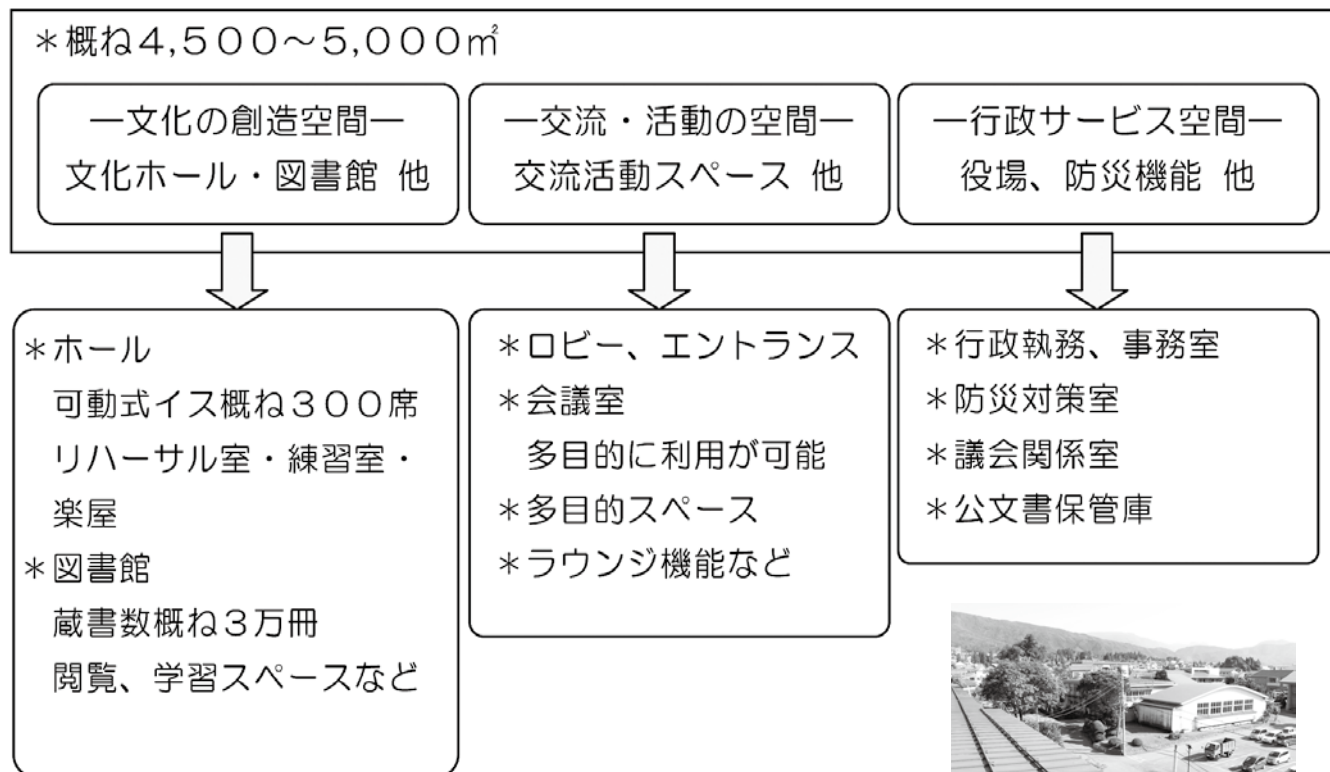 ＊概ね４,５００～５,０００㎡
―文化の創造空間―
文化ホール・図書館 他
―交流・活動の空間―
交流活動スペース 他
―行政サービス空間―
役場、防災機能 他
＊ホール
可動式イス概ね３００席
リハーサル室・練習室・
楽屋
＊図書館
蔵書数概ね３万冊
閲覧、学習スペースなど
＊ロビー、エントランス
＊会議室
多目的に利用が可能
＊多目的スペース
＊ラウンジ機能など
＊行政執務、事務室
＊防災対策室
＊議会関係室
＊公文書保管庫